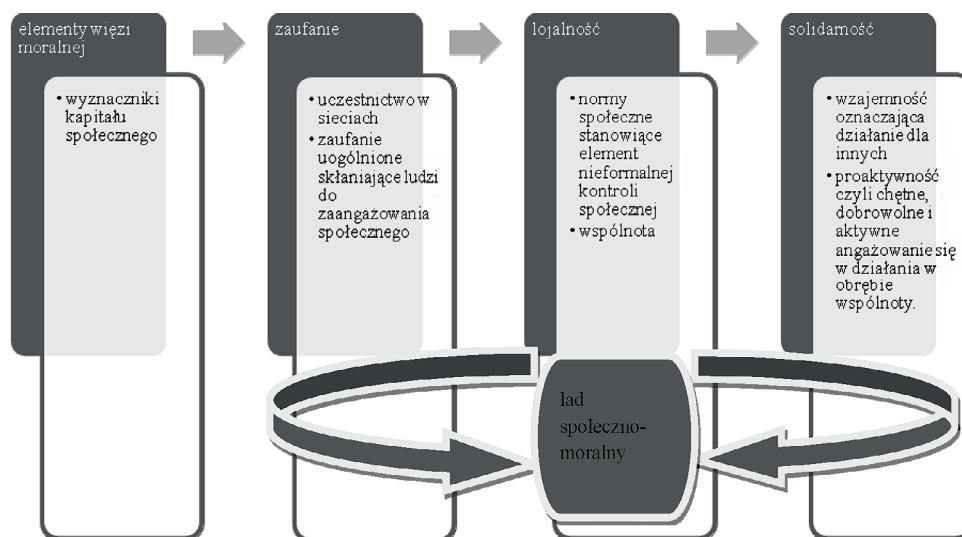 elementy więzi
moralnej
• wyznaczniki
kapitału
społecznego
zaufanie
• uczestnictwo w
sieciach
• zaufanie
uogólnione
skłaniające ludzi
do
zaangażowania
społecznego
lojalność
• normy
społeczne
stanowiące
element
nieformalnej
kontroli
społecznej
• wspólnota
solidarność
• wzajemność
oznaczająca
działanie dla
innych
• proaktywność
czyli chętne,
dobrowolne i
aktywne
angażowanie się
w działania w
obrębie
wspólnoty.
ład
społeczno-
moralny